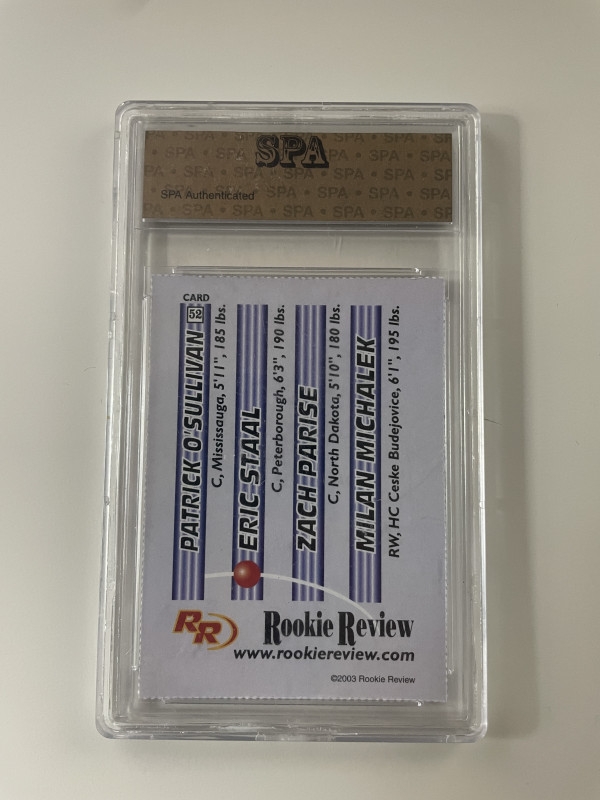 SPA
SPA Authenticated
CARD
52
PATRICK O'SULLIVAN
C, Mississauga, 5'11", 185 lbs.
ERIC STAAL
C, Peterborough, 6'3", 190 lbs.
ZACH PARISE
C, North Dakota, 5'10", 180 lbs.
MILAN MICHALEK
RW, HC Ceske Budejovice, 6'1", 195 lbs.
RR
Rookie Review
www.rookiereview.com
©2003 Rookie Review